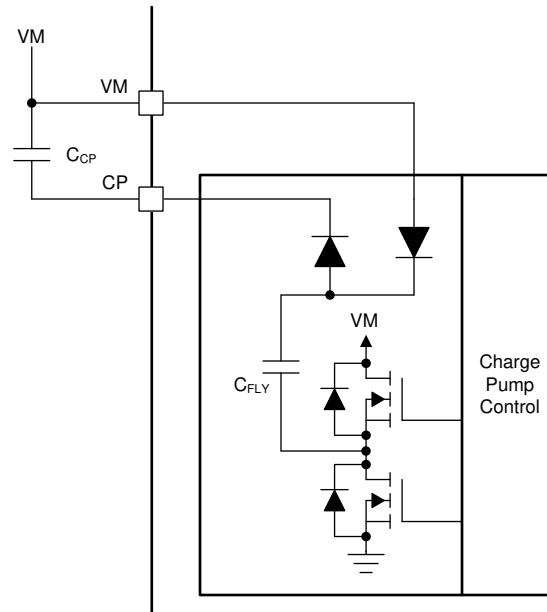 VM
VM
C_CP
CP
VM
C_FLY
Charge
Pump
Control